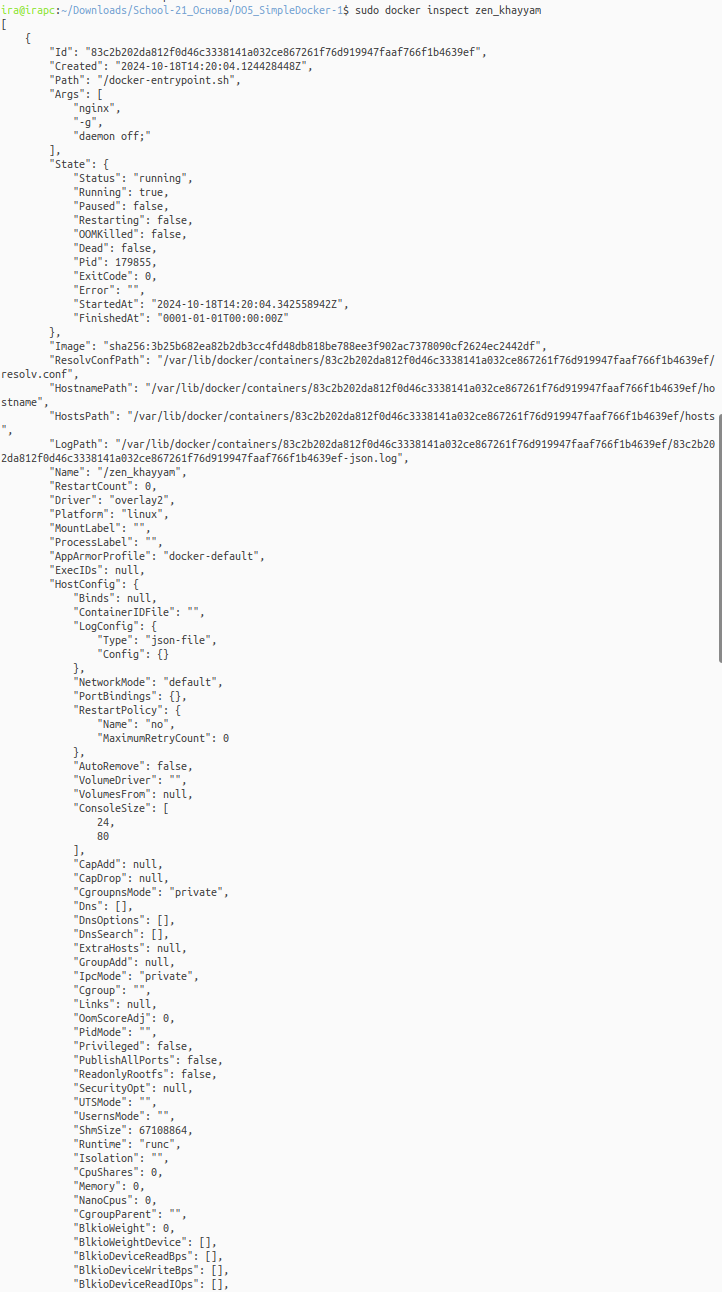 ira@irapc:~/Downloads/School-21_Основа/DO5_SimpleDocker-1$ sudo docker inspect zen_khayyam
[
    {
        "Id": "83c2b202da812f0d46c3338141a032ce867261f76d919947faaf766f1b4639ef",
        "Created": "2024-10-18T14:20:04.124428448Z",
        "Path": "/docker-entrypoint.sh",
        "Args": [
            "nginx",
            "-g",
            "daemon off;"
        ],
        "State": {
            "Status": "running",
            "Running": true,
            "Paused": false,
            "Restarting": false,
            "OOMKilled": false,
            "Dead": false,
            "Pid": 179855,
            "ExitCode": 0,
            "Error": "",
            "StartedAt": "2024-10-18T14:20:04.342558942Z",
            "FinishedAt": "0001-01-01T00:00:00Z"
        },
        "Image": "sha256:3b25b682ea82b2db3cc4fd48db818be788ee3f902ac7378090cf2624ec2442df",
        "ResolvConfPath": "/var/lib/docker/containers/83c2b202da812f0d46c3338141a032ce867261f76d919947faaf766f1b4639ef/
resolv.conf",
        "HostnamePath": "/var/lib/docker/containers/83c2b202da812f0d46c3338141a032ce867261f76d919947faaf766f1b4639ef/ho
stname",
        "HostsPath": "/var/lib/docker/containers/83c2b202da812f0d46c3338141a032ce867261f76d919947faaf766f1b4639ef/hosts
",
        "LogPath": "/var/lib/docker/containers/83c2b202da812f0d46c3338141a032ce867261f76d919947faaf766f1b4639ef/83c2b20
2da812f0d46c3338141a032ce867261f76d919947faaf766f1b4639ef-json.log",
        "Name": "/zen_khayyam",
        "RestartCount": 0,
        "Driver": "overlay2",
        "Platform": "linux",
        "MountLabel": "",
        "ProcessLabel": "",
        "AppArmorProfile": "docker-default",
        "ExecIDs": null,
        "HostConfig": {
            "Binds": null,
            "ContainerIDFile": "",
            "LogConfig": {
                "Type": "json-file",
                "Config": {}
            },
            "NetworkMode": "default",
            "PortBindings": {},
            "RestartPolicy": {
                "Name": "no",
                "MaximumRetryCount": 0
            },
            "AutoRemove": false,
            "VolumeDriver": "",
            "VolumesFrom": null,
            "ConsoleSize": [
                24,
                80
            ],
            "CapAdd": null,
            "CapDrop": null,
            "CgroupnsMode": "private",
            "Dns": [],
            "DnsOptions": [],
            "DnsSearch": [],
            "ExtraHosts": null,
            "GroupAdd": null,
            "IpcMode": "private",
            "Cgroup": "",
            "Links": null,
            "OomScoreAdj": 0,
            "PidMode": "",
            "Privileged": false,
            "PublishAllPorts": false,
            "ReadonlyRootfs": false,
            "SecurityOpt": null,
            "UTSMode": "",
            "UsernsMode": "",
            "ShmSize": 67108864,
            "Runtime": "runc",
            "Isolation": "",
            "CpuShares": 0,
            "Memory": 0,
            "NanoCpus": 0,
            "CgroupParent": "",
            "BlkioWeight": 0,
            "BlkioWeightDevice": [],
            "BlkioDeviceReadBps": [],
            "BlkioDeviceWriteBps": [],
            "BlkioDeviceReadIOps": [],